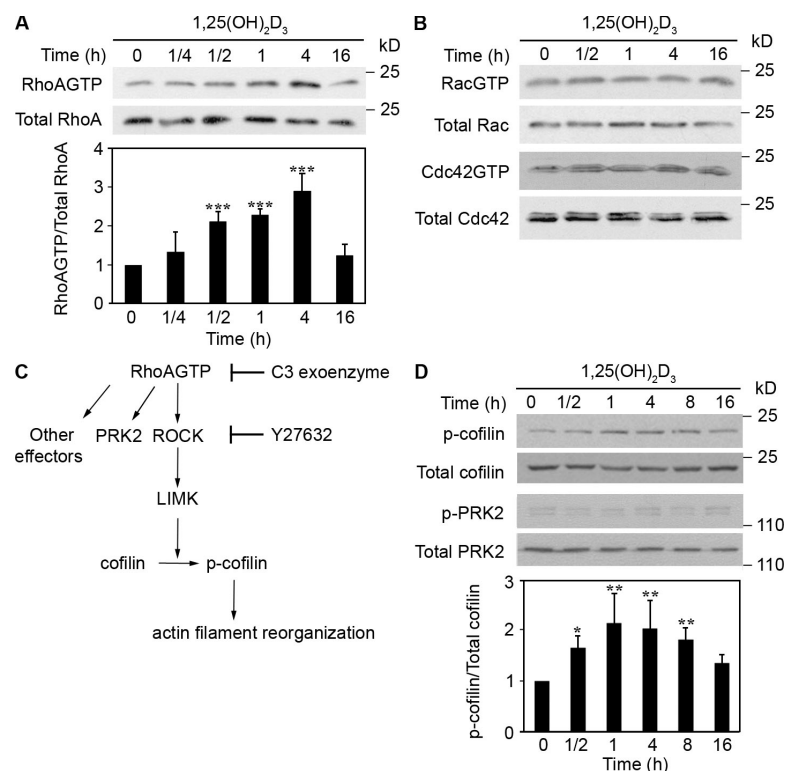 A
1,25(OH)₂D₃
kD
Time (h) 0 1/4 1/2 1 4 16
RhoAGTP
25
Total RhoA
25
RhoAGTP/Total RhoA
4
3
2
1
0
*** *** ***
0 1/4 1/2 1 4 16
Time (h)
B
1,25(OH)₂D₃
kD
Time (h) 0 1/2 1 4 16
RacGTP
25
Total Rac
25
Cdc42GTP
25
Total Cdc42
25
C
RhoAGTP C3 exoenzyme
Other effectors
PRK2 ROCK Y27632
LIMK
cofilin p-cofilin
actin filament reorganization
D
1,25(OH)₂D₃
kD
Time (h) 0 1/2 1 4 8 16
p-cofilin
25
Total cofilin
25
p-PRK2
110
Total PRK2
110
p-cofilin/Total cofilin
3
2
1
0
* ** ** **
0 1/2 1 4 8 16
Time (h)